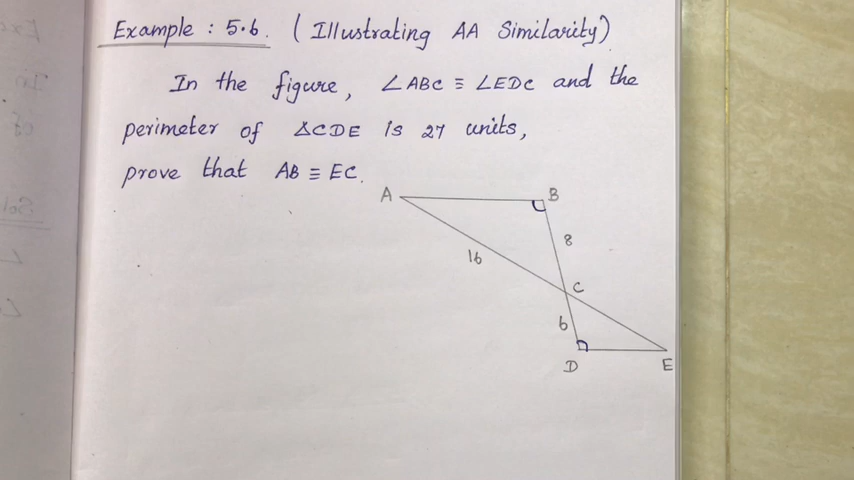 Example : 5.6. ( Illustrating AA Similarity)
In the figure, ∠ABC ≡ ∠EDC and the
perimeter of △CDE is 27 units,
prove that AB ≡ EC.
A
B
8
16
C
6
D
E